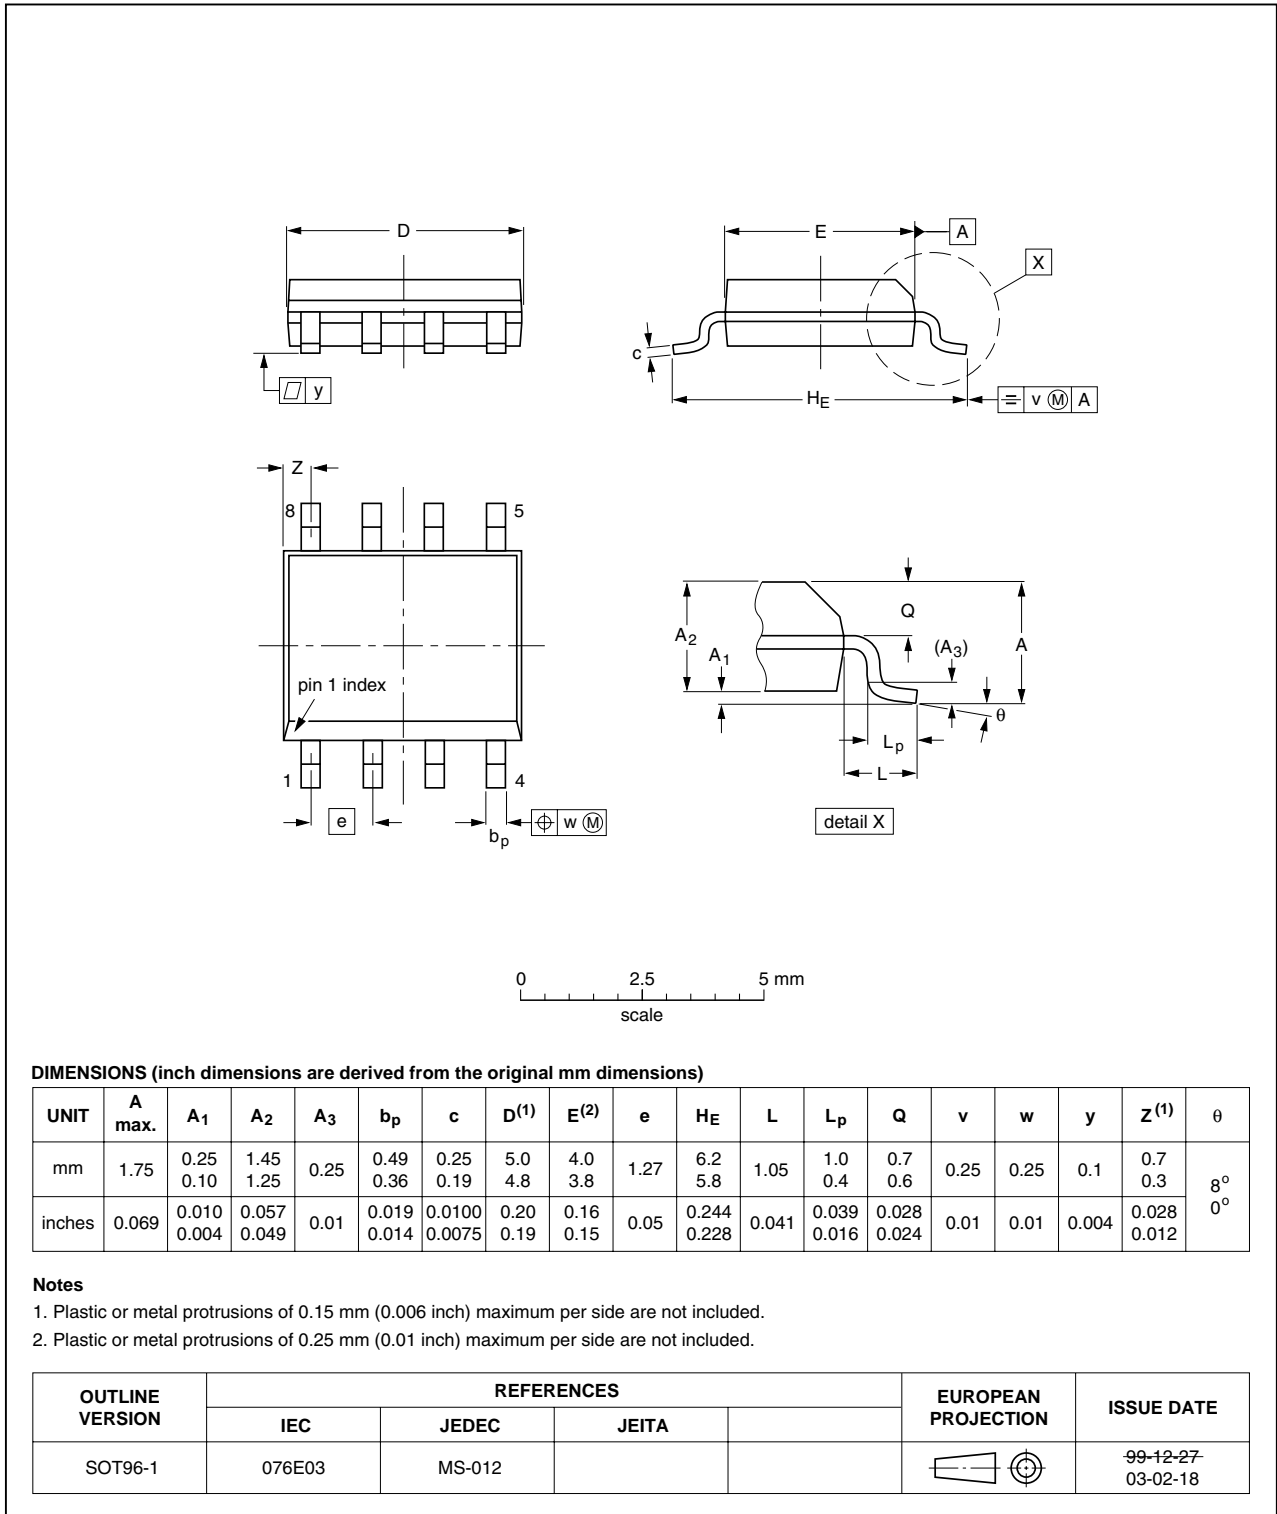 D
E
A
X
c
y
HE
v M A
Z
8
5
pin 1 index
1
4
e
bp
w M
A2
A1
Q
(A3)
A
θ
Lp
L
detail X
0 2.5 5 mm
scale
DIMENSIONS (inch dimensions are derived from the original mm dimensions)
UNIT A max. A1 A2 A3 bp c D(1) E(2) e HE L Lp Q v w y Z(1) θ
mm 1.75 0.25 0.10 1.45 1.25 0.25 0.49 0.36 0.25 0.19 5.0 4.8 4.0 3.8 1.27 6.2 5.8 1.05 1.0 0.4 0.7 0.6 0.25 0.25 0.1 0.7 0.3 8o 0o
inches 0.069 0.010 0.004 0.057 0.049 0.01 0.019 0.014 0.0100 0.0075 0.20 0.19 0.16 0.15 0.05 0.244 0.228 0.041 0.039 0.016 0.028 0.024 0.01 0.01 0.004 0.028 0.012
Notes
1. Plastic or metal protrusions of 0.15 mm (0.006 inch) maximum per side are not included.
2. Plastic or metal protrusions of 0.25 mm (0.01 inch) maximum per side are not included.
OUTLINE VERSION REFERENCES EUROPEAN PROJECTION ISSUE DATE
IEC JEDEC JEITA
SOT96-1 076E03 MS-012 99-12-27
03-02-18